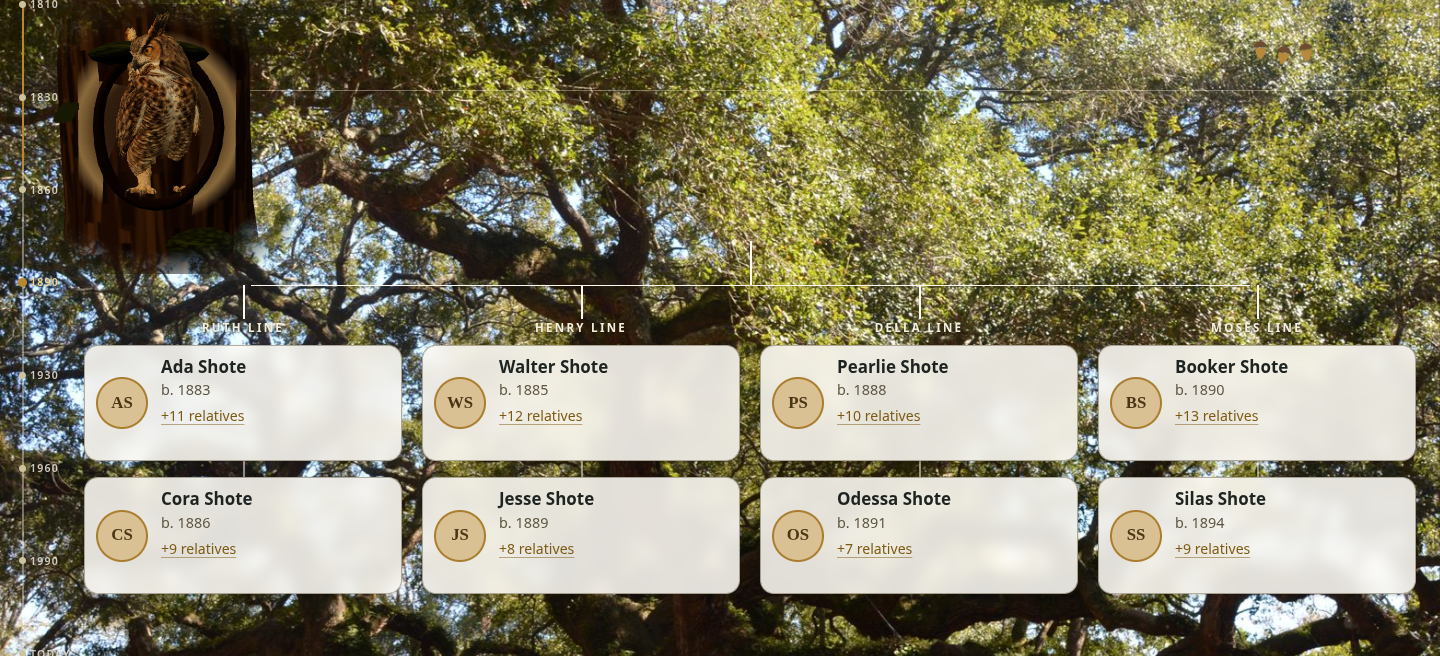 1810
1830
1860
1890
1930
1960
1990
TODAY
RUTH LINE
HENRY LINE
DELLA LINE
MOSES LINE
AS
Ada Shote
b. 1883
+11 relatives
WS
Walter Shote
b. 1885
+12 relatives
PS
Pearlie Shote
b. 1888
+10 relatives
BS
Booker Shote
b. 1890
+13 relatives
CS
Cora Shote
b. 1886
+9 relatives
JS
Jesse Shote
b. 1889
+8 relatives
OS
Odessa Shote
b. 1891
+7 relatives
SS
Silas Shote
b. 1894
+9 relatives